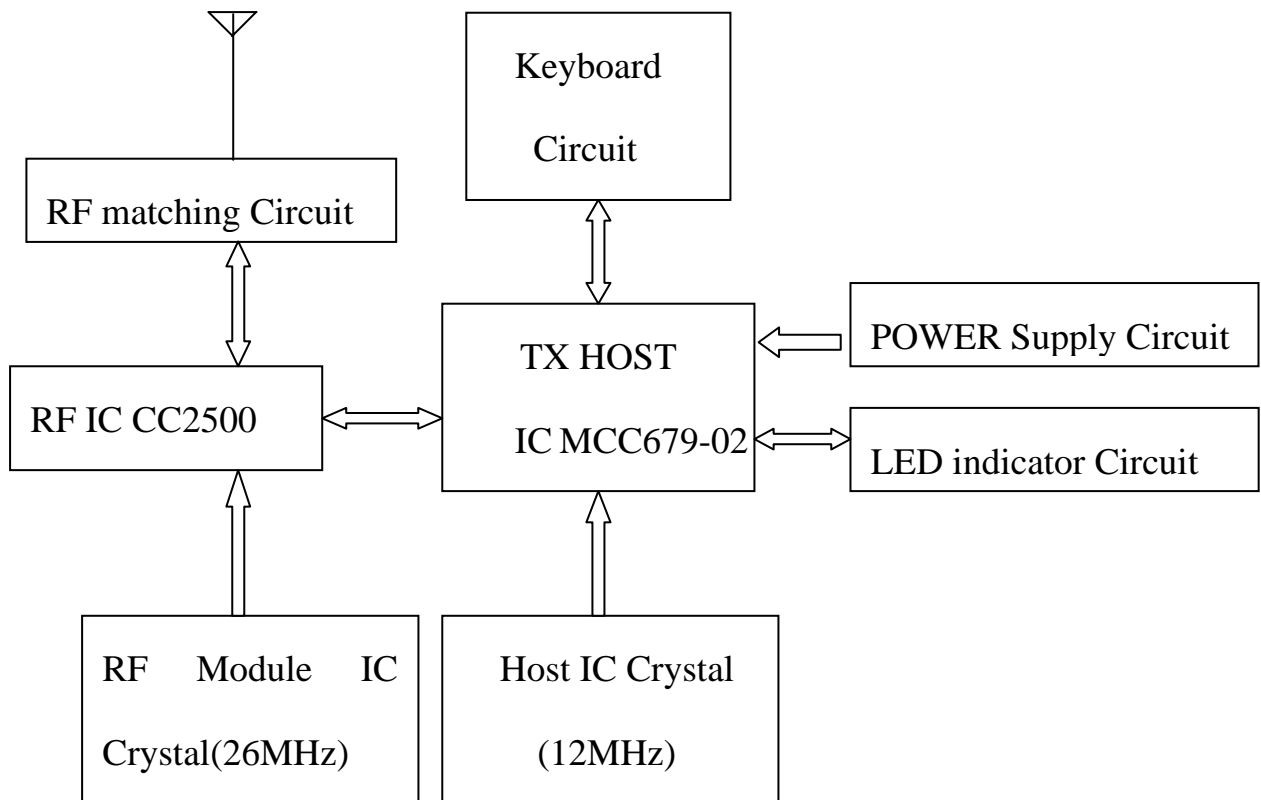 Keyboard
Circuit
RF matching Circuit
POWER Supply Circuit
TX HOST
IC MCC679-02
RF IC CC2500
LED indicator Circuit
RF Module IC
Crystal(26MHz)
Host IC Crystal
(12MHz)